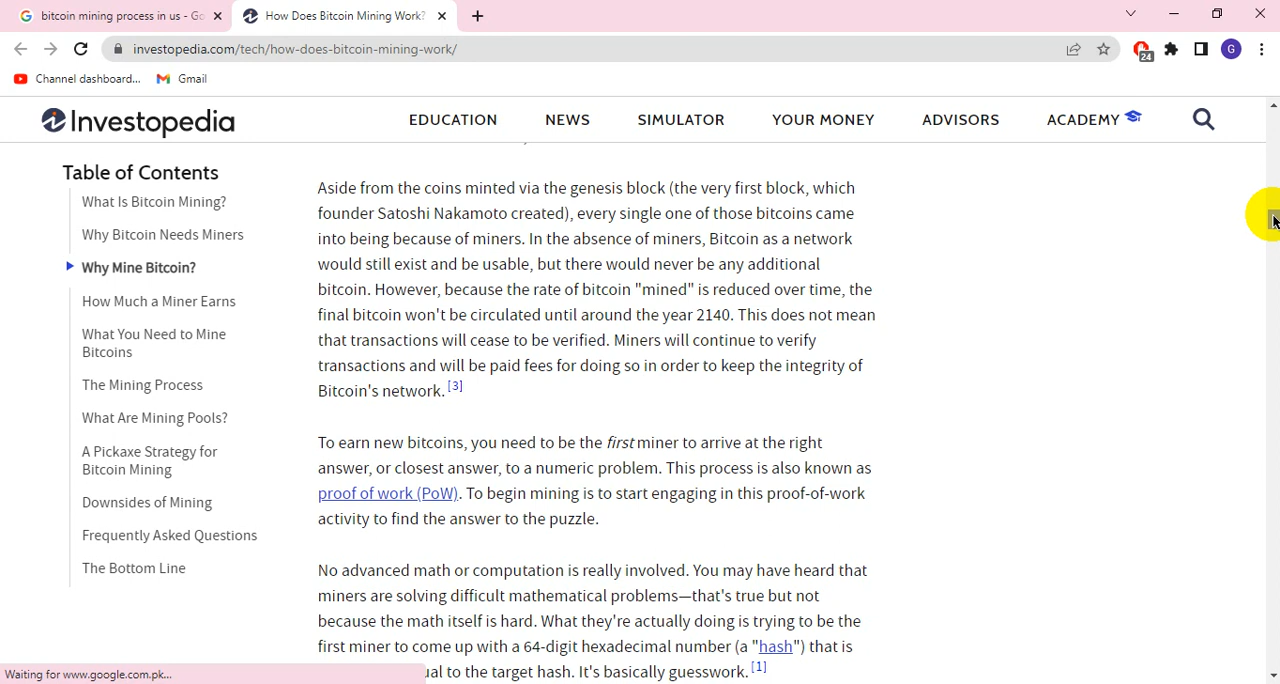 bitcoin mining process in us - Go
How Does Bitcoin Mining Work?
investopedia.com/tech/how-does-bitcoin-mining-work/
24
G
Channel dashboard...
Gmail
Investopedia
EDUCATION
NEWS
SIMULATOR
YOUR MONEY
ADVISORS
ACADEMY
Table of Contents
What Is Bitcoin Mining?
Why Bitcoin Needs Miners
Why Mine Bitcoin?
How Much a Miner Earns
What You Need to Mine
Bitcoins
The Mining Process
What Are Mining Pools?
A Pickaxe Strategy for
Bitcoin Mining
Downsides of Mining
Frequently Asked Questions
The Bottom Line
Aside from the coins minted via the genesis block (the very first block, which
founder Satoshi Nakamoto created), every single one of those bitcoins came
into being because of miners. In the absence of miners, Bitcoin as a network
would still exist and be usable, but there would never be any additional
bitcoin. However, because the rate of bitcoin "mined" is reduced over time, the
final bitcoin won't be circulated until around the year 2140. This does not mean
that transactions will cease to be verified. Miners will continue to verify
transactions and will be paid fees for doing so in order to keep the integrity of
Bitcoin's network. [3]
To earn new bitcoins, you need to be the first miner to arrive at the right
answer, or closest answer, to a numeric problem. This process is also known as
proof of work (PoW). To begin mining is to start engaging in this proof-of-work
activity to find the answer to the puzzle.
No advanced math or computation is really involved. You may have heard that
miners are solving difficult mathematical problems—that's true but not
because the math itself is hard. What they're actually doing is trying to be the
first miner to come up with a 64-digit hexadecimal number (a "hash") that is
ual to the target hash. It's basically guesswork. [1]
Waiting for www.google.com.pk...